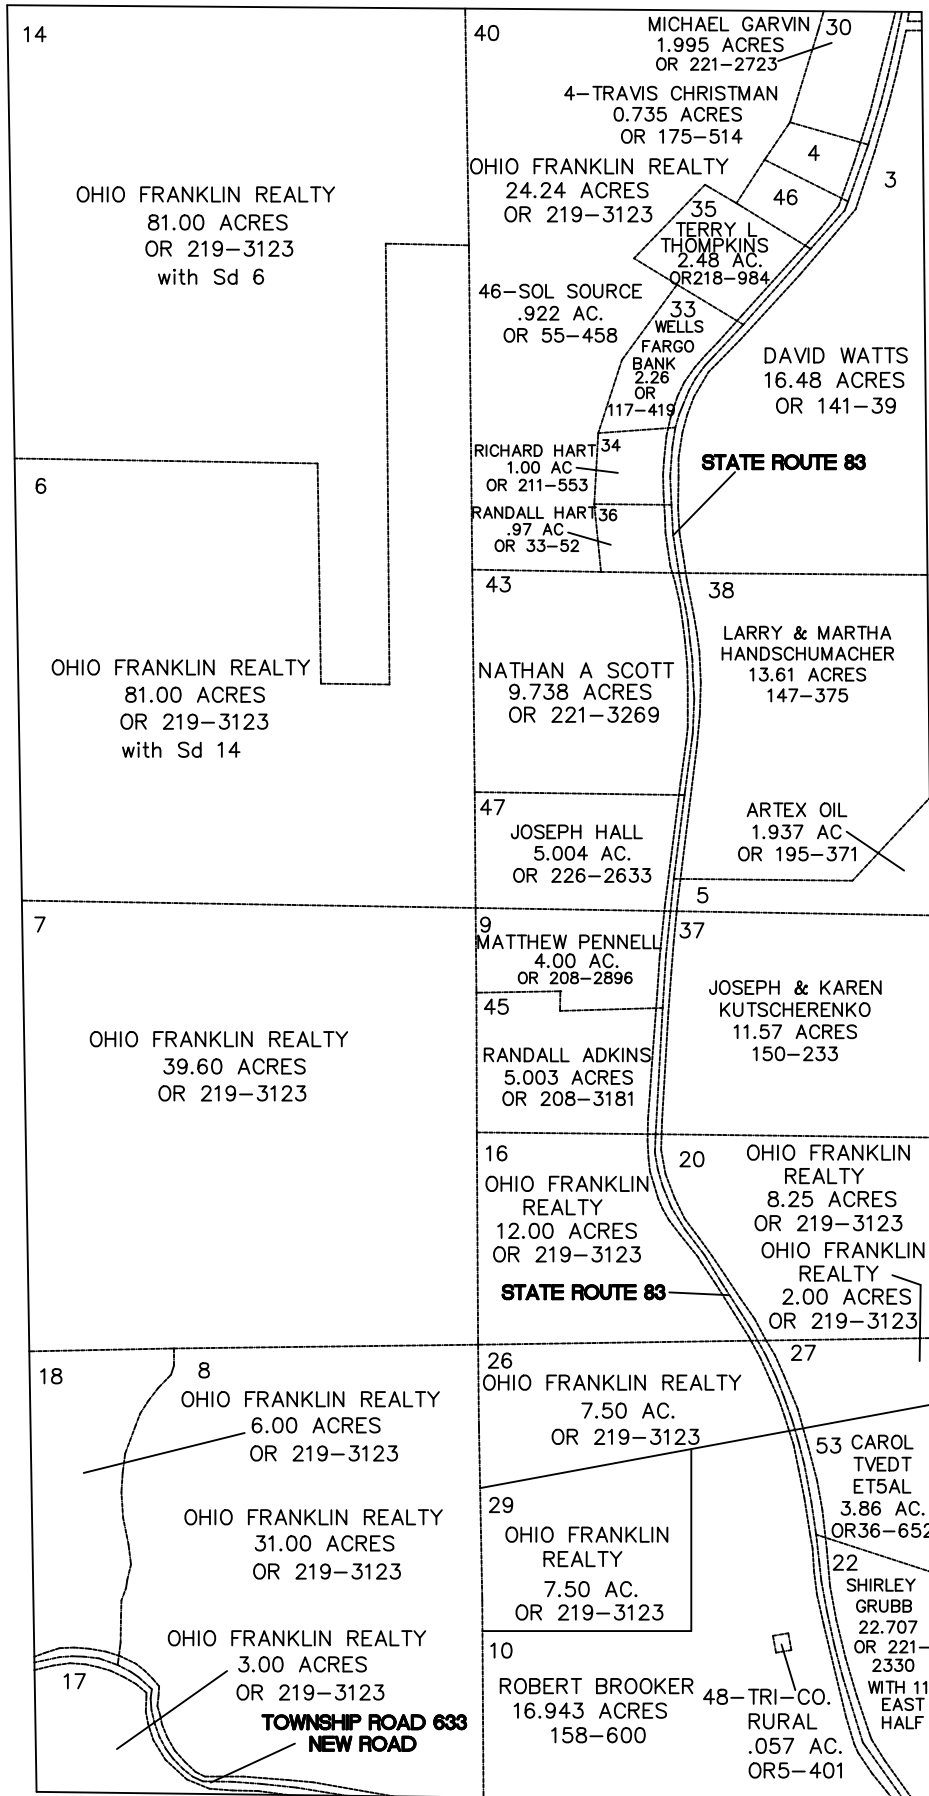 14
40
MICHAEL GARVIN
1.995 ACRES
OR 221-2723
30
4-TRAVIS CHRISTMAN
0.735 ACRES
OR 175-514
4
3
OHIO FRANKLIN REALTY
24.24 ACRES
OR 219-3123
46
OHIO FRANKLIN REALTY
81.00 ACRES
OR 219-3123
with Sd 6
35
TERRY L
THOMPKINS
2.48 AC.
OR218-984
46-SOL SOURCE
.922 AC.
OR 55-458
33
WELLS
FARGO
BANK
2.26
OR
117-419
DAVID WATTS
16.48 ACRES
OR 141-39
RICHARD HART
1.00 AC
OR 211-553
34
STATE ROUTE 83
6
RANDALL HART
.97 AC
OR 33-52
36
43
38
OHIO FRANKLIN REALTY
81.00 ACRES
OR 219-3123
with Sd 14
NATHAN A SCOTT
9.738 ACRES
OR 221-3269
LARRY & MARTHA
HANDSCHUMACHER
13.61 ACRES
147-375
47
JOSEPH HALL
5.004 AC.
OR 226-2633
ARTEX OIL
1.937 AC
OR 195-371
5
7
9
MATTHEW PENNELL
4.00 AC.
OR 208-2896
37
45
JOSEPH & KAREN
KUTSCHERENKO
11.57 ACRES
150-233
OHIO FRANKLIN REALTY
39.60 ACRES
OR 219-3123
RANDALL ADKINS
5.003 ACRES
OR 208-3181
16
OHIO FRANKLIN
REALTY
12.00 ACRES
OR 219-3123
20
OHIO FRANKLIN
REALTY
8.25 ACRES
OR 219-3123
OHIO FRANKLIN
REALTY
2.00 ACRES
OR 219-3123
STATE ROUTE 83
18
8
26
27
OHIO FRANKLIN REALTY
6.00 ACRES
OR 219-3123
OHIO FRANKLIN REALTY
7.50 AC.
OR 219-3123
53
CAROL
TVEDT
ET5AL
3.86 AC.
OR36-652
29
OHIO FRANKLIN
REALTY
7.50 AC.
OR 219-3123
31.00 ACRES
OHIO FRANKLIN REALTY
OR 219-3123
22
SHIRLEY
GRUBB
22.707
OR 221-
2330
WITH 11
EAST
HALF
OHIO FRANKLIN REALTY
3.00 ACRES
OR 219-3123
17
10
ROBERT BROOKER
16.943 ACRES
158-600
48-TRI-CO.
RURAL
.057 AC.
OR5-401
TOWNSHIP ROAD 633
NEW ROAD